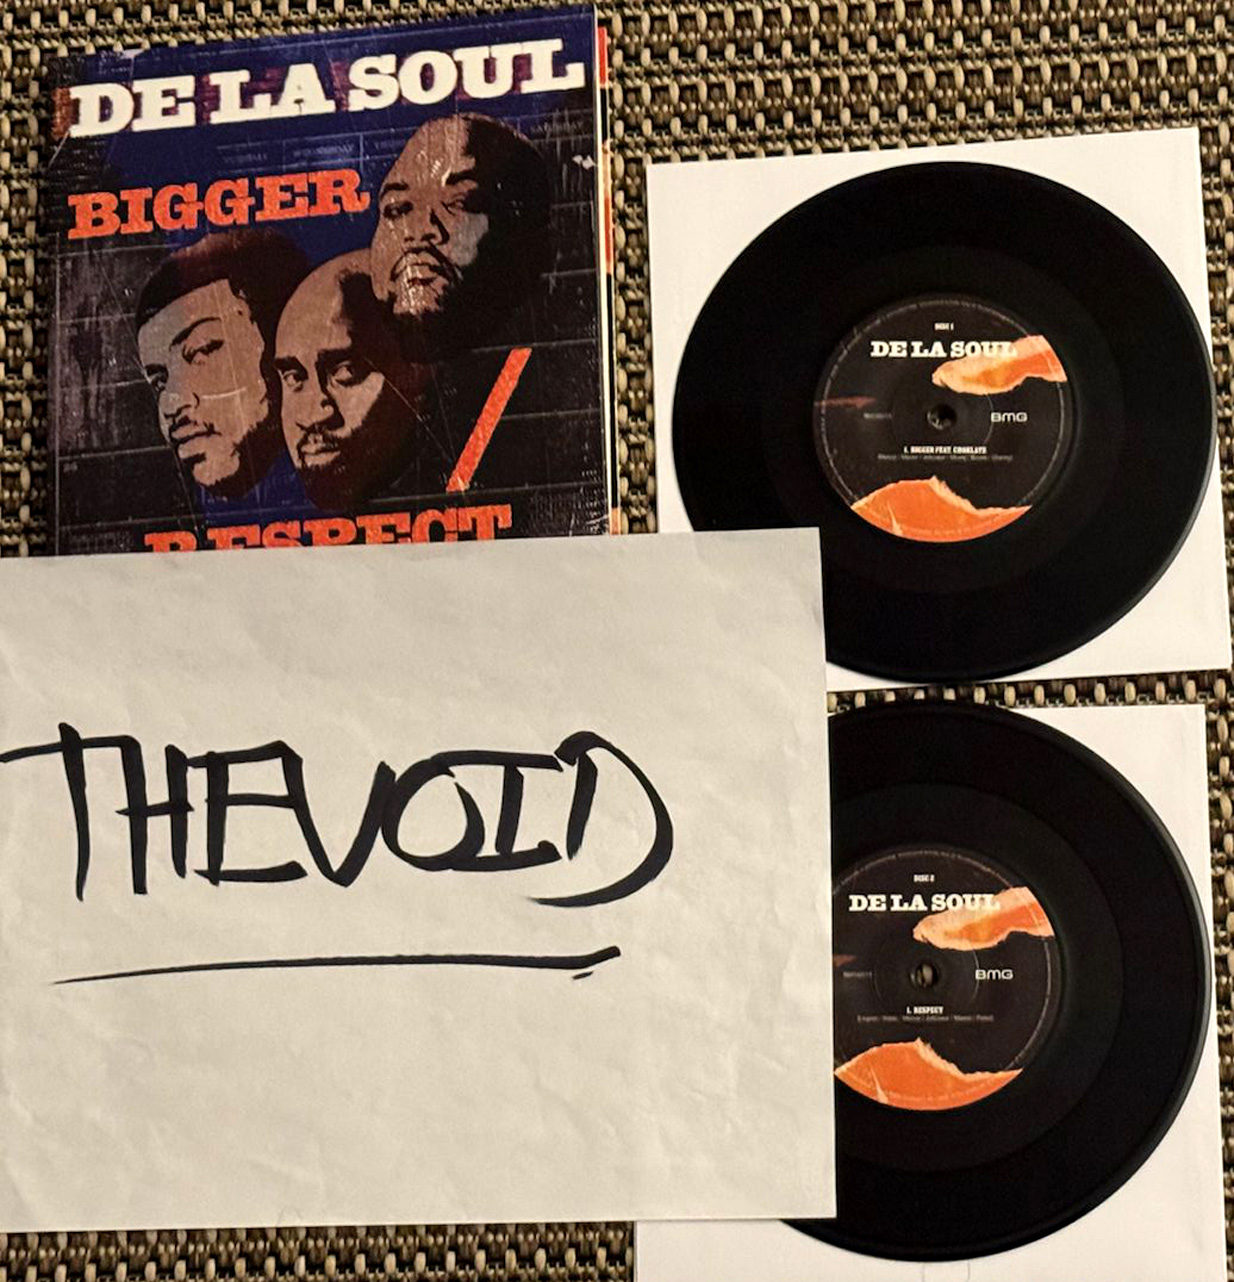 DE LA SOUL
BIGGER
/
RESPECT
DISC 1
DE LA SOUL
BMG
1. BIGGER FEAT. CHOKLATE
THEVOID
DISC 2
DE LA SOUL
BMG
1. RESPECT